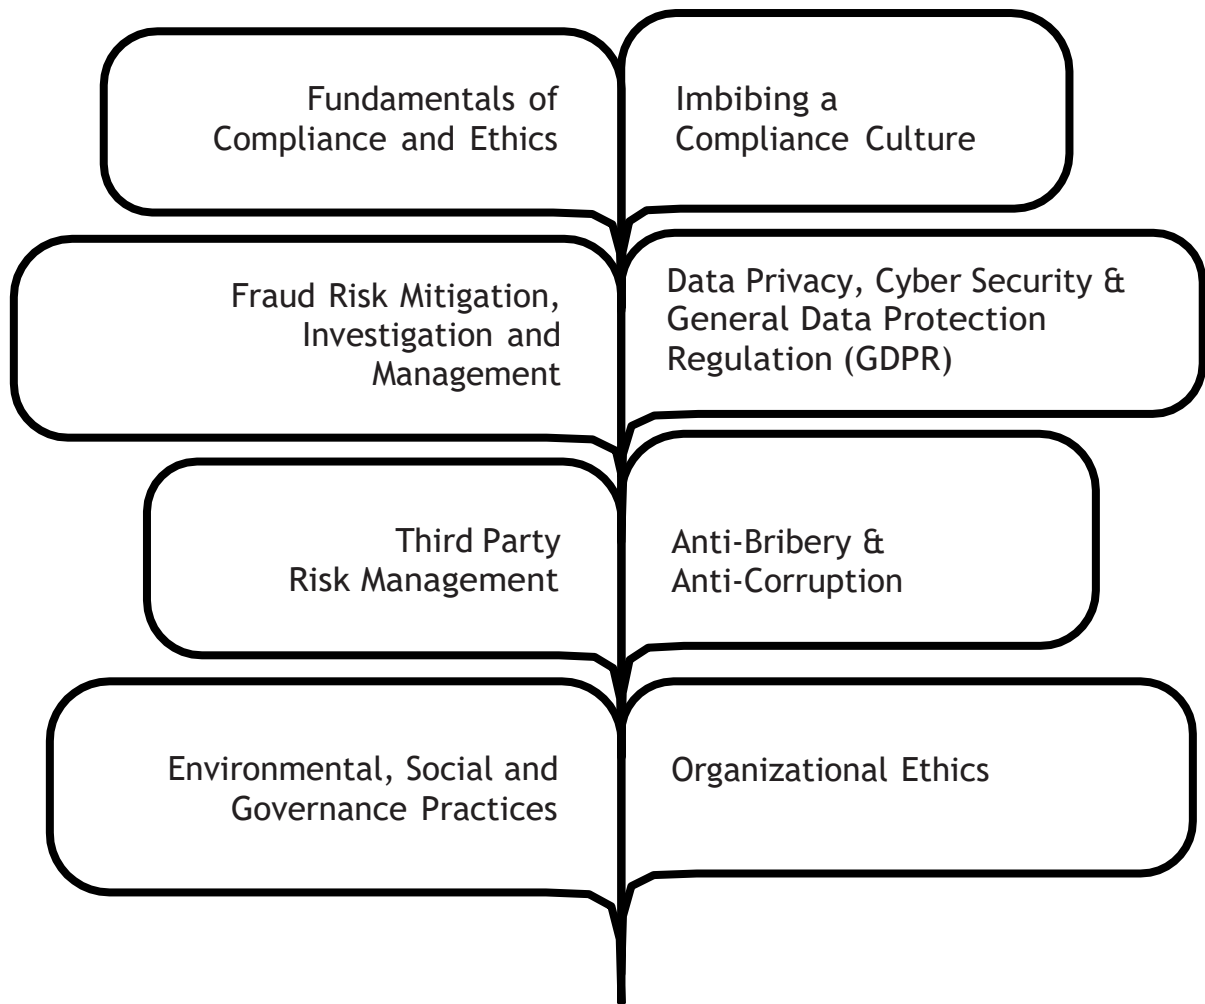 Fundamentals of
Compliance and Ethics
Imbibing a
Compliance Culture
Fraud Risk Mitigation,
Investigation and
Management
Data Privacy, Cyber Security &
General Data Protection
Regulation (GDPR)
Third Party
Risk Management
Anti-Bribery &
Anti-Corruption
Environmental, Social and
Governance Practices
Organizational Ethics